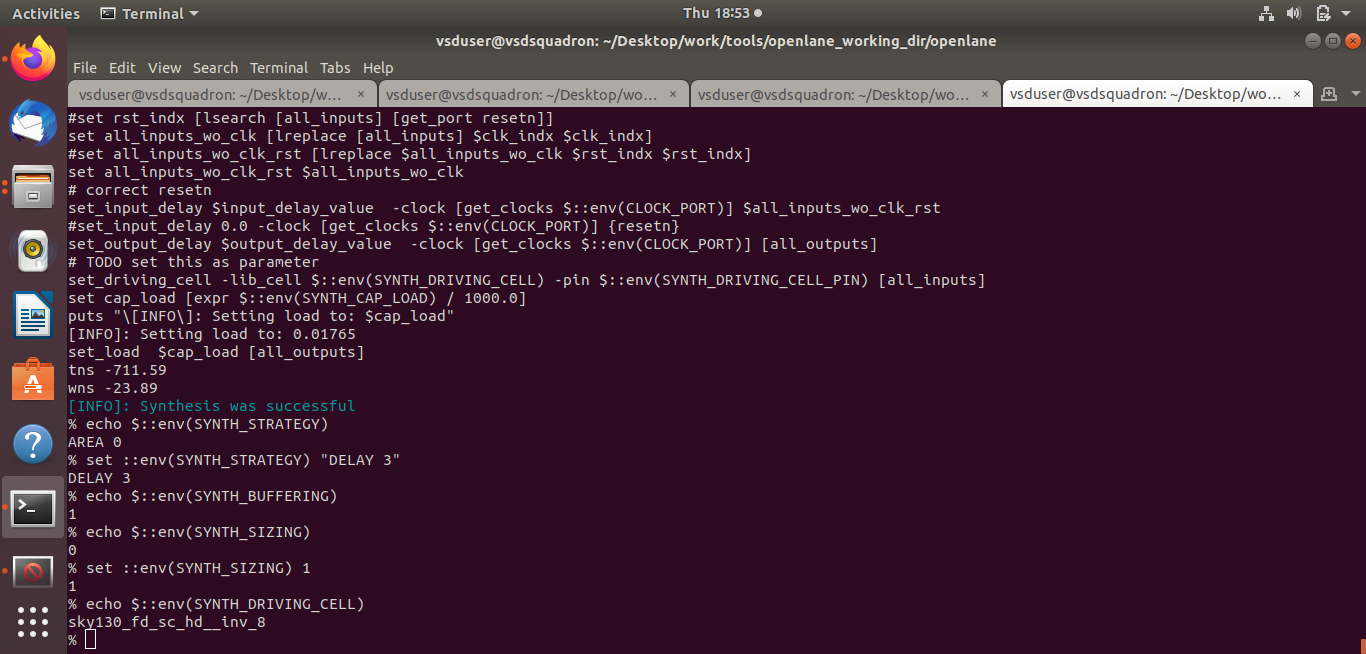 Activities Terminal Thu 18:53
vsduser@vsdsquadron: ~/Desktop/work/tools/openlane_working_dir/openlane
File Edit View Search Terminal Tabs Help
vsduser@vsdsquadron: ~/Desktop/w... × vsduser@vsdsquadron: ~/Desktop/wo... × vsduser@vsdsquadron: ~/Desktop/wo... × vsduser@vsdsquadron: ~/Desktop/wo... ×
#set rst_indx [lsearch [all_inputs] [get_port resetn]]
set all_inputs_wo_clk [lreplace [all_inputs] $clk_indx $clk_indx]
#set all_inputs_wo_clk_rst [lreplace $all_inputs_wo_clk $rst_indx $rst_indx]
set all_inputs_wo_clk_rst $all_inputs_wo_clk
# correct resetn
set_input_delay $input_delay_value  -clock [get_clocks $::env(CLOCK_PORT)] $all_inputs_wo_clk_rst
#set_input_delay 0.0 -clock [get_clocks $::env(CLOCK_PORT)] {resetn}
set_output_delay $output_delay_value  -clock [get_clocks $::env(CLOCK_PORT)] [all_outputs]
# TODO set this as parameter
set_driving_cell -lib_cell $::env(SYNTH_DRIVING_CELL) -pin $::env(SYNTH_DRIVING_CELL_PIN) [all_inputs]
set cap_load [expr $::env(SYNTH_CAP_LOAD) / 1000.0]
puts "\[INFO\]: Setting load to: $cap_load"
[INFO]: Setting load to: 0.01765
set_load  $cap_load [all_outputs]
tns -711.59
wns -23.89
[INFO]: Synthesis was successful
% echo $::env(SYNTH_STRATEGY)
AREA 0
% set ::env(SYNTH_STRATEGY) "DELAY 3"
DELAY 3
% echo $::env(SYNTH_BUFFERING)
1
% echo $::env(SYNTH_SIZING)
0
% set ::env(SYNTH_SIZING) 1
1
% echo $::env(SYNTH_DRIVING_CELL)
sky130_fd_sc_hd__inv_8
%